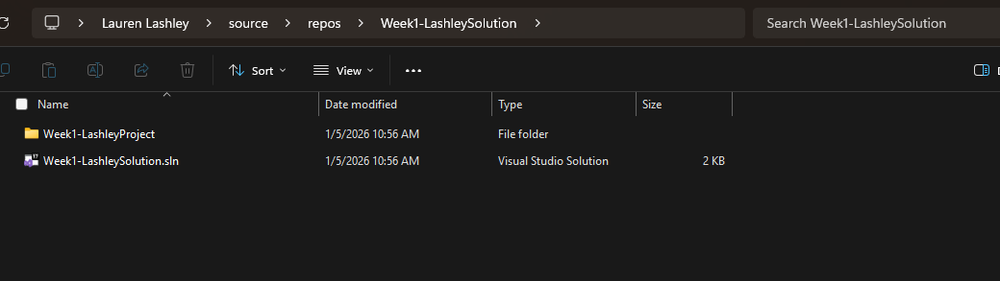 Lauren Lashley > source > repos > Week1-LashleySolution > Search Week1-LashleySolution
Sort View ...
Name Date modified Type Size
Week1-LashleyProject 1/5/2026 10:56 AM File folder
Week1-LashleySolution.sln 1/5/2026 10:56 AM Visual Studio Solution 2 KB